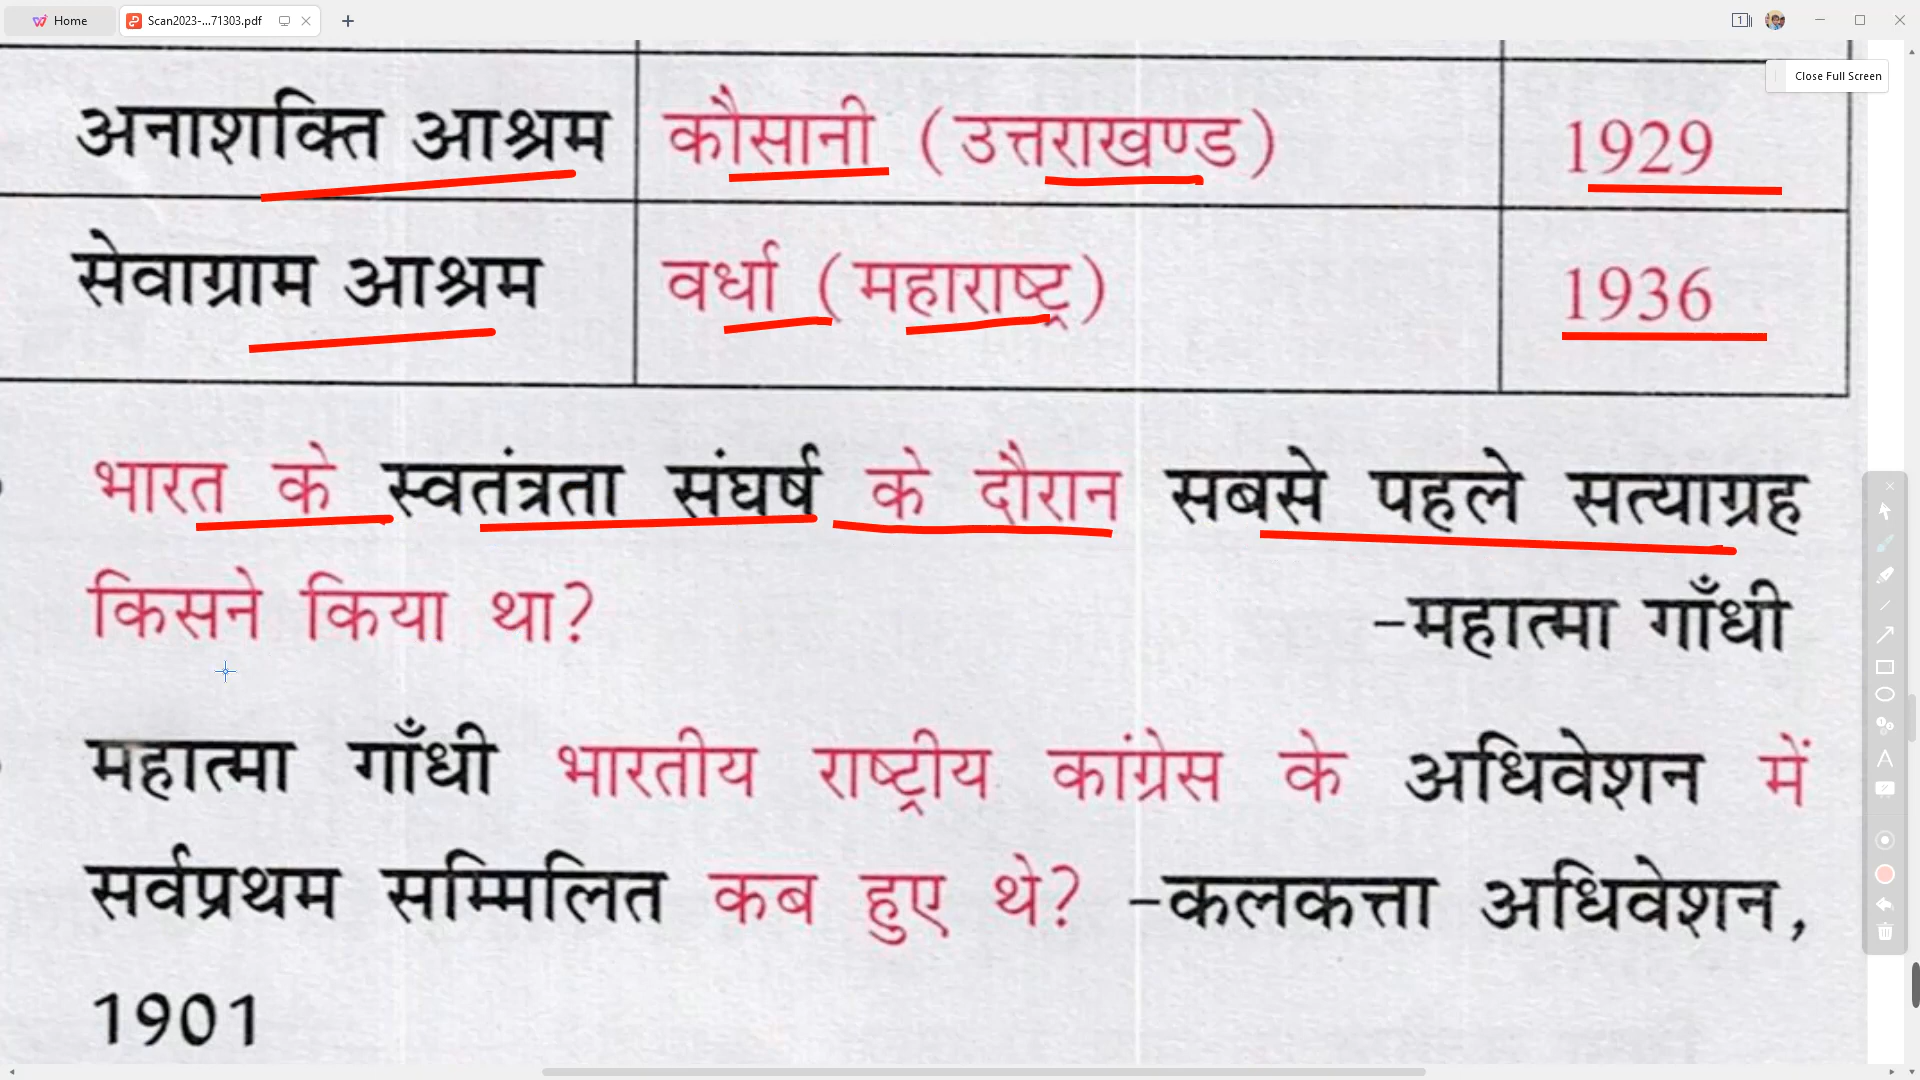 Home
Scan2023-...71303.pdf
1
Close Full Screen
अनाशक्ति आश्रम कौसानी (उत्तराखण्ड) 1929
सेवाग्राम आश्रम वर्धा (महाराष्ट्र) 1936
भारत के स्वतंत्रता संघर्ष के दौरान सबसे पहले सत्याग्रह
किसने किया था? -महात्मा गाँधी
महात्मा गाँधी भारतीय राष्ट्रीय कांग्रेस के अधिवेशन में
सर्वप्रथम सम्मिलित कब हुए थे? -कलकत्ता अधिवेशन,
1901